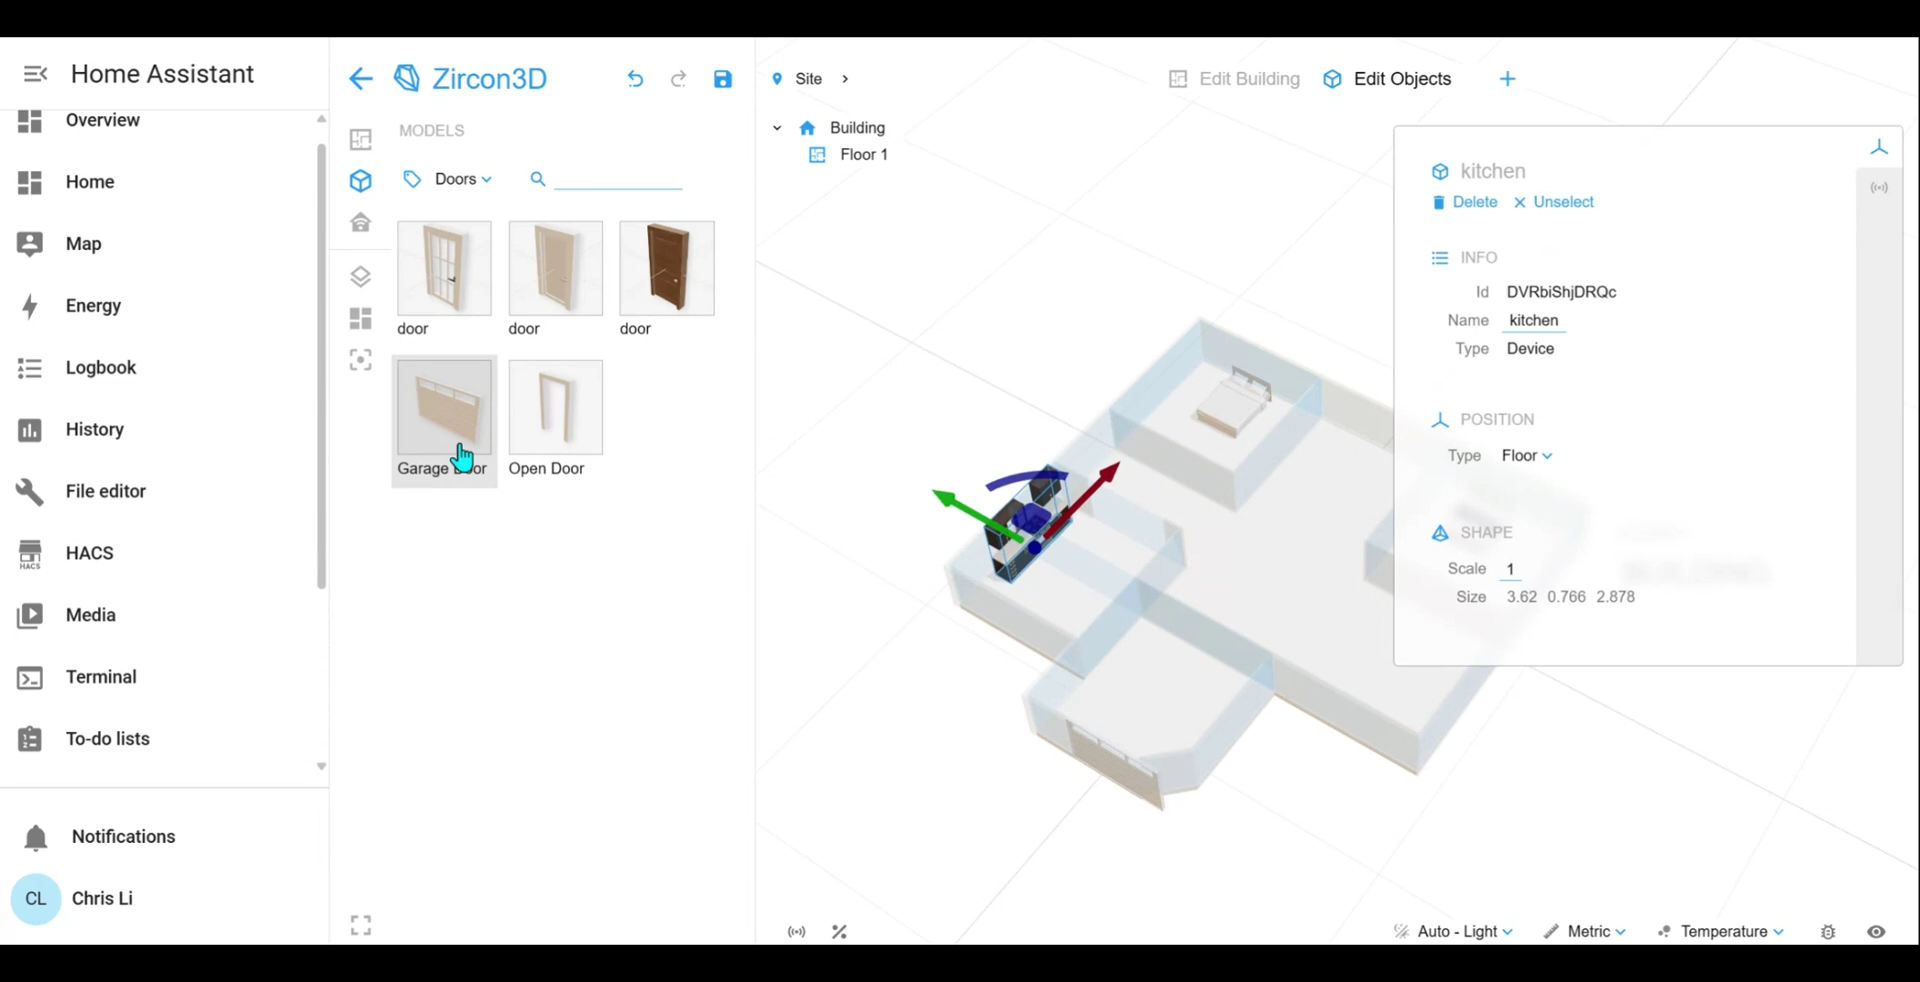 Home Assistant
Overview
Home
Map
Energy
Logbook
History
File editor
HACS
HACS
Media
Terminal
To-do lists
Notifications
CL Chris Li
Zircon3D
MODELS
Doors
door door door
Garage Open Door
Site
Edit Building Edit Objects
Building
Floor 1
kitchen
Delete Unselect
INFO
Id DVRbiShjDRQc
Name kitchen
Type Device
POSITION
Type Floor
SHAPE
Scale 1
Size 3.62 0.766 2.878
Auto - Light Metric Temperature